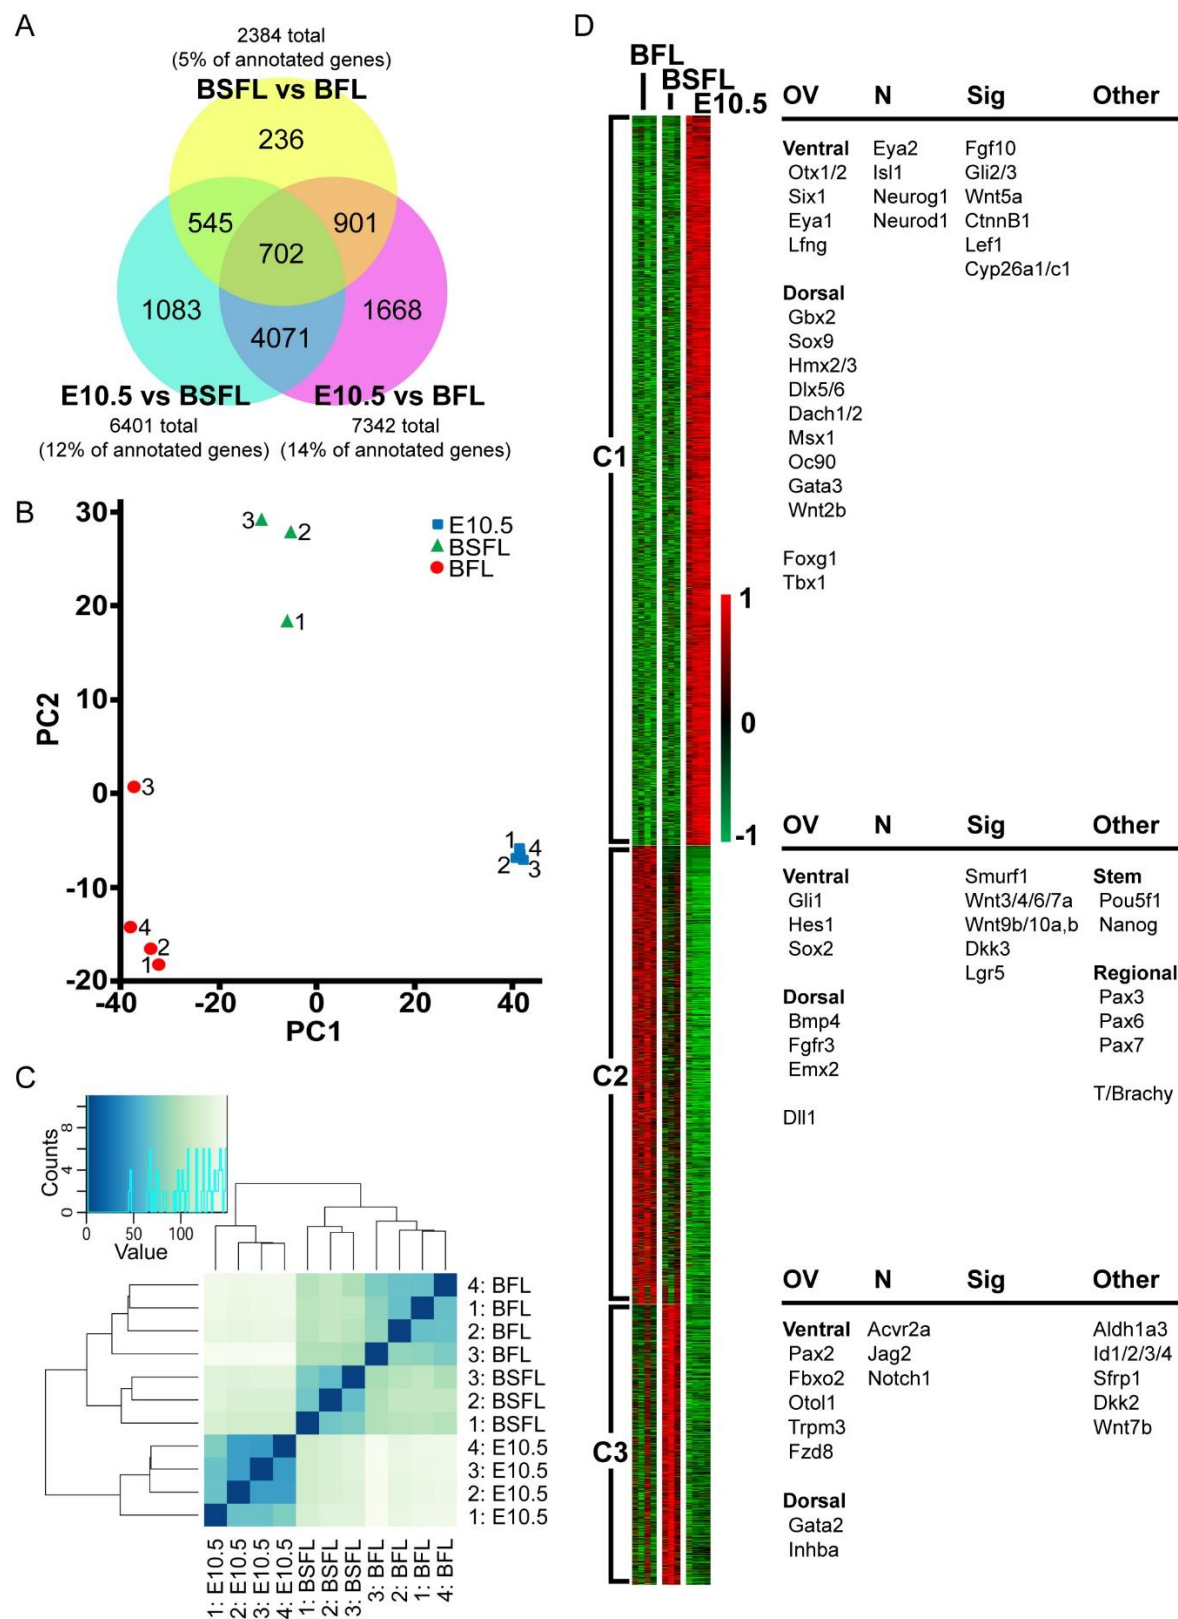 A
2384 total
(5% of annotated genes)
BSFL vs BFL
236
545
901
702
1083
1668
4071
E10.5 vs BSFL
E10.5 vs BFL
6401 total
7342 total
(12% of annotated genes)
(14% of annotated genes)
B
30
20
10
0
-10
-20
PC2
-40
-20
0
20
40
PC1
E10.5
BSFL
BFL
3
2
1
3
4
2
1
1
4
2
3
C
Counts
8
4
0
0
50
100
Value
4: BFL
1: BFL
2: BFL
3: BFL
3: BSFL
2: BSFL
1: BSFL
4: E10.5
3: E10.5
2: E10.5
1: E10.5
1: E10.5
2: E10.5
3: E10.5
4: E10.5
1: BSFL
2: BSFL
3: BSFL
3: BFL
2: BFL
1: BFL
4: BFL
D
BFL
BSFL
E10.5
C1
C2
C3
1
0
-1
OV N Sig Other
Ventral
Otx1/2
Six1
Eya1
Lfng
Dorsal
Gbx2
Sox9
Hmx2/3
Dlx5/6
Dach1/2
Msx1
Oc90
Gata3
Wnt2b
Foxg1
Tbx1
Eya2
Isl1
Neurog1
Neurod1
Fgf10
Gli2/3
Wnt5a
CtnnB1
Lef1
Cyp26a1/c1
OV N Sig Other
Ventral
Gli1
Hes1
Sox2
Dorsal
Bmp4
Fgfr3
Emx2
Dll1
Smurf1
Wnt3/4/6/7a
Wnt9b/10a,b
Dkk3
Lgr5
Stem
Pou5f1
Nanog
Regional
Pax3
Pax6
Pax7
T/Brachy
OV N Sig Other
Ventral
Pax2
Fbxo2
Otol1
Trpm3
Fzd8
Dorsal
Gata2
Inhba
Acvr2a
Jag2
Notch1
Aldh1a3
Id1/2/3/4
Sfrp1
Dkk2
Wnt7b